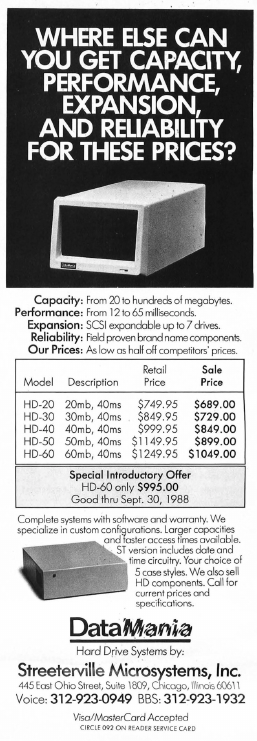 WHERE ELSE CAN
YOU GET CAPACITY,
PERFORMANCE,
EXPANSION,
AND RELIABILITY
FOR THESE PRICES?
Capacity: From 20 to hundreds of megabytes.
Performance: From 12 to 65 milliseconds.
Expansion: SCSI expandable up to 7 drives.
Reliability: Field proven brand name components.
Our Prices: As low as half off competitors' prices.
Retail Sale
Model Description Price Price
HD-20 20mb, 40ms $749.95 $689.00
HD-30 30mb, 40ms $849.95 $729.00
HD-40 40mb, 40ms $999.95 $849.00
HD-50 50mb, 40ms $1149.95 $899.00
HD-60 60mb, 40ms $1249.95 $1049.00
Special Introductory Offer
HD-60 only $995.00
Good thru Sept. 30, 1988
Complete systems with software and warranty. We
specialize in custom configurations. Larger capacities
and faster access times available.
ST version includes date and
time circuitry. Your choice of
5 case styles. We also sell
HD components. Call for
current prices and
specifications.
DataMania
Hard Drive Systems by:
Streeterville Microsystems, Inc.
445 East Ohio Street, Suite 1809, Chicago, Illinois 60611
Voice: 312-923-0949 BBS: 312-923-1932
Visa/MasterCard Accepted
CIRCLE 092 ON READER SERVICE CARD